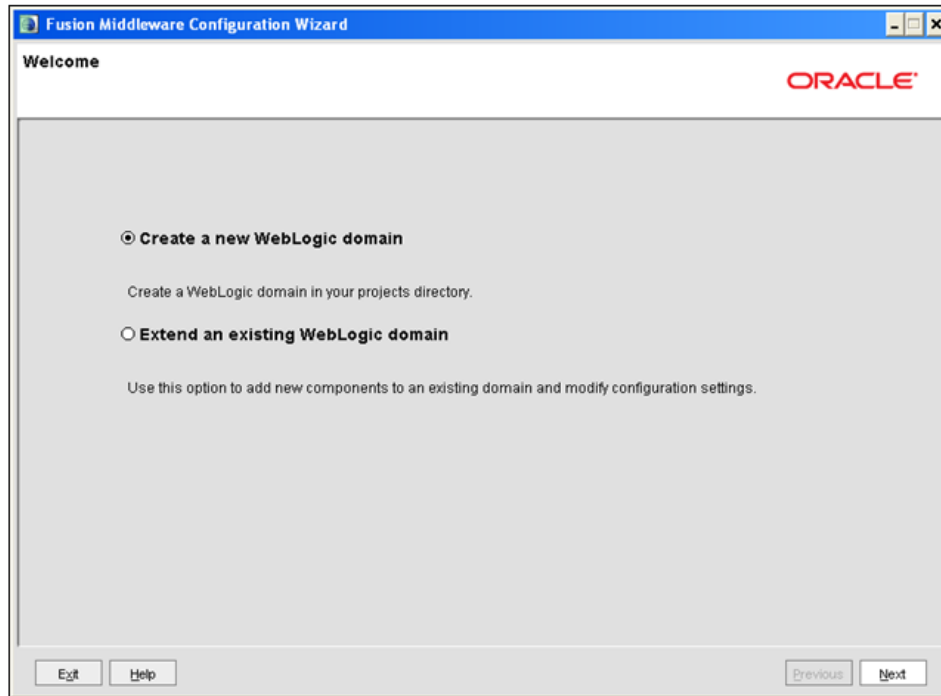 Fusion Middleware Configuration Wizard
Welcome
ORACLE
Create a new WebLogic domain
Create a WebLogic domain in your projects directory.
Extend an existing WebLogic domain
Use this option to add new components to an existing domain and modify configuration settings.
Exit Help Previous Next